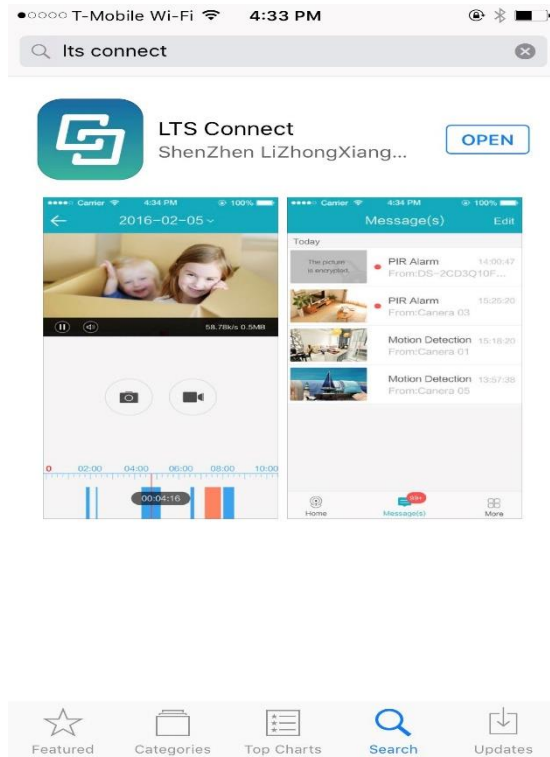 T-Mobile Wi-Fi 4:33 PM
lts connect
LTS Connect
ShenZhen LiZhongXiang...
OPEN
Carrier 4:34 PM 100%
2016-02-05
58.78k/s 0.5MB
0 02:00 04:00 06:00 08:00 10:00
00:04:16
Carrier 4:34 PM 100%
Message(s) Edit
Today
The picture is encrypted.
PIR Alarm 14:00:47
From:DS-2CD3Q10F...
PIR Alarm 15:25:20
From:Canera 03
Motion Detection 15:18:20
From:Canera 01
Motion Detection 13:57:38
From:Canera 05
99+
Home Message(s) More
Featured Categories Top Charts Search Updates